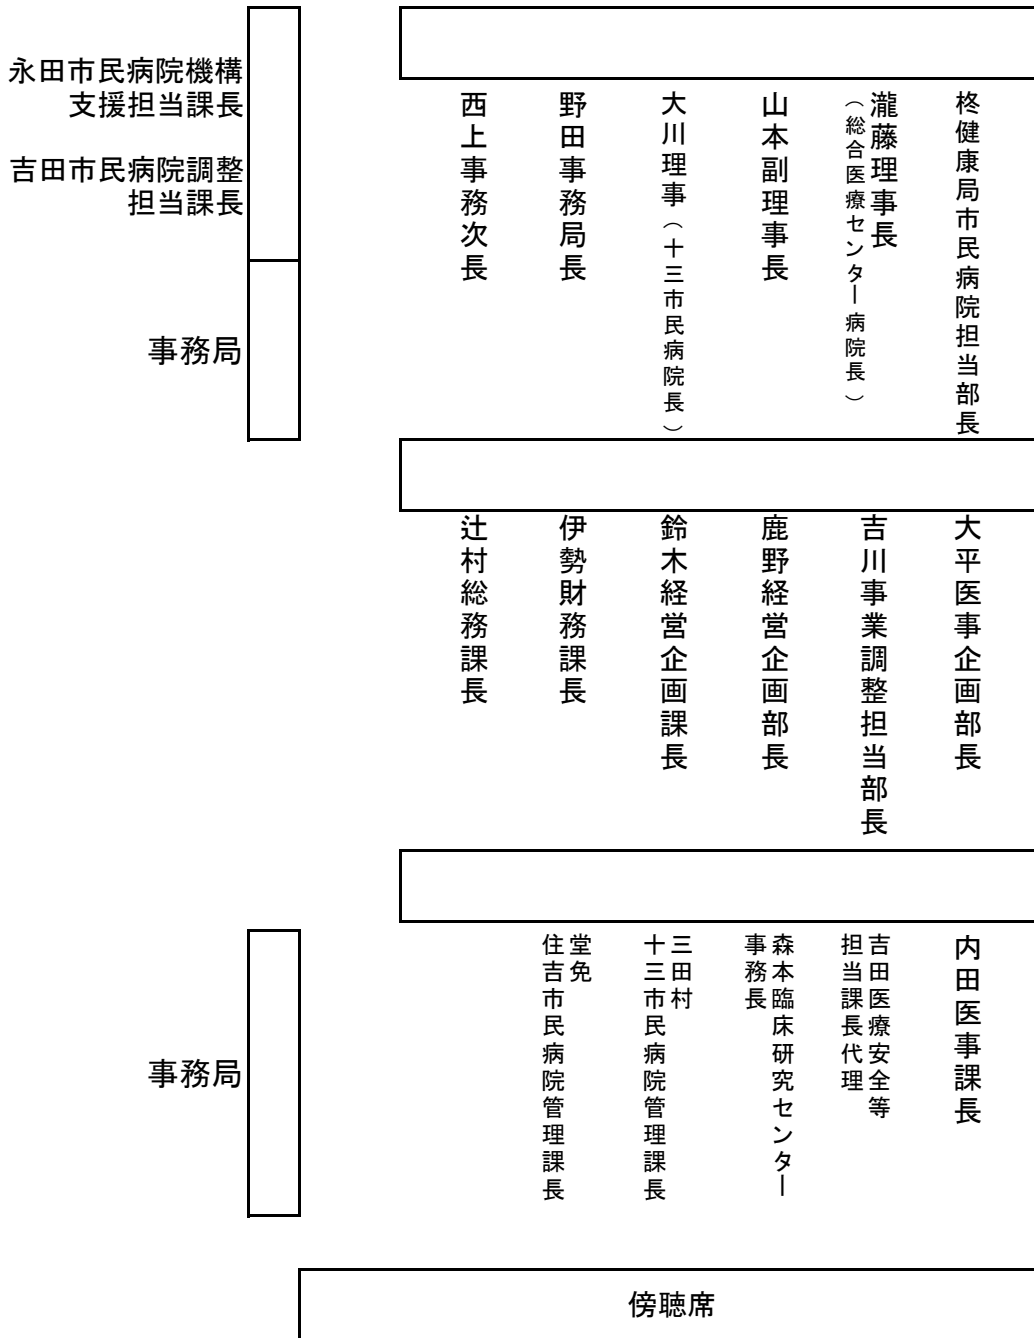 永田市民病院機構
支援担当課長
吉田市民病院調整
担当課長
事務局
柊健康局市民病院担当部長
瀧藤理事長
（総合医療センター病院長）
山本副理事長
大川理事（十三市民病院長）
野田事務局長
西上事務次長
大平医事企画部長
吉川事業調整担当部長
鹿野経営企画部長
鈴木経営企画課長
伊勢財務課長
辻村総務課長
事務局
内田医事課長
吉田医療安全等
担当課長代理
森本臨床研究センター
事務長
三田村
十三市民病院管理課長
堂免
住吉市民病院管理課長
傍聴席